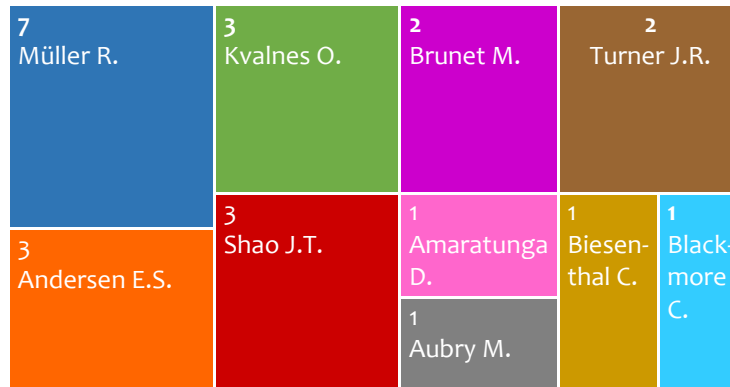 7
Müller R.
3
Kvalnes O.
2
Brunet M.
2
Turner J.R.
3
Andersen E.S.
3
Shao J.T.
1
Amaratunga
D.
1
Aubry M.
1
Biesen-
thal C.
1
Black-
more
C.